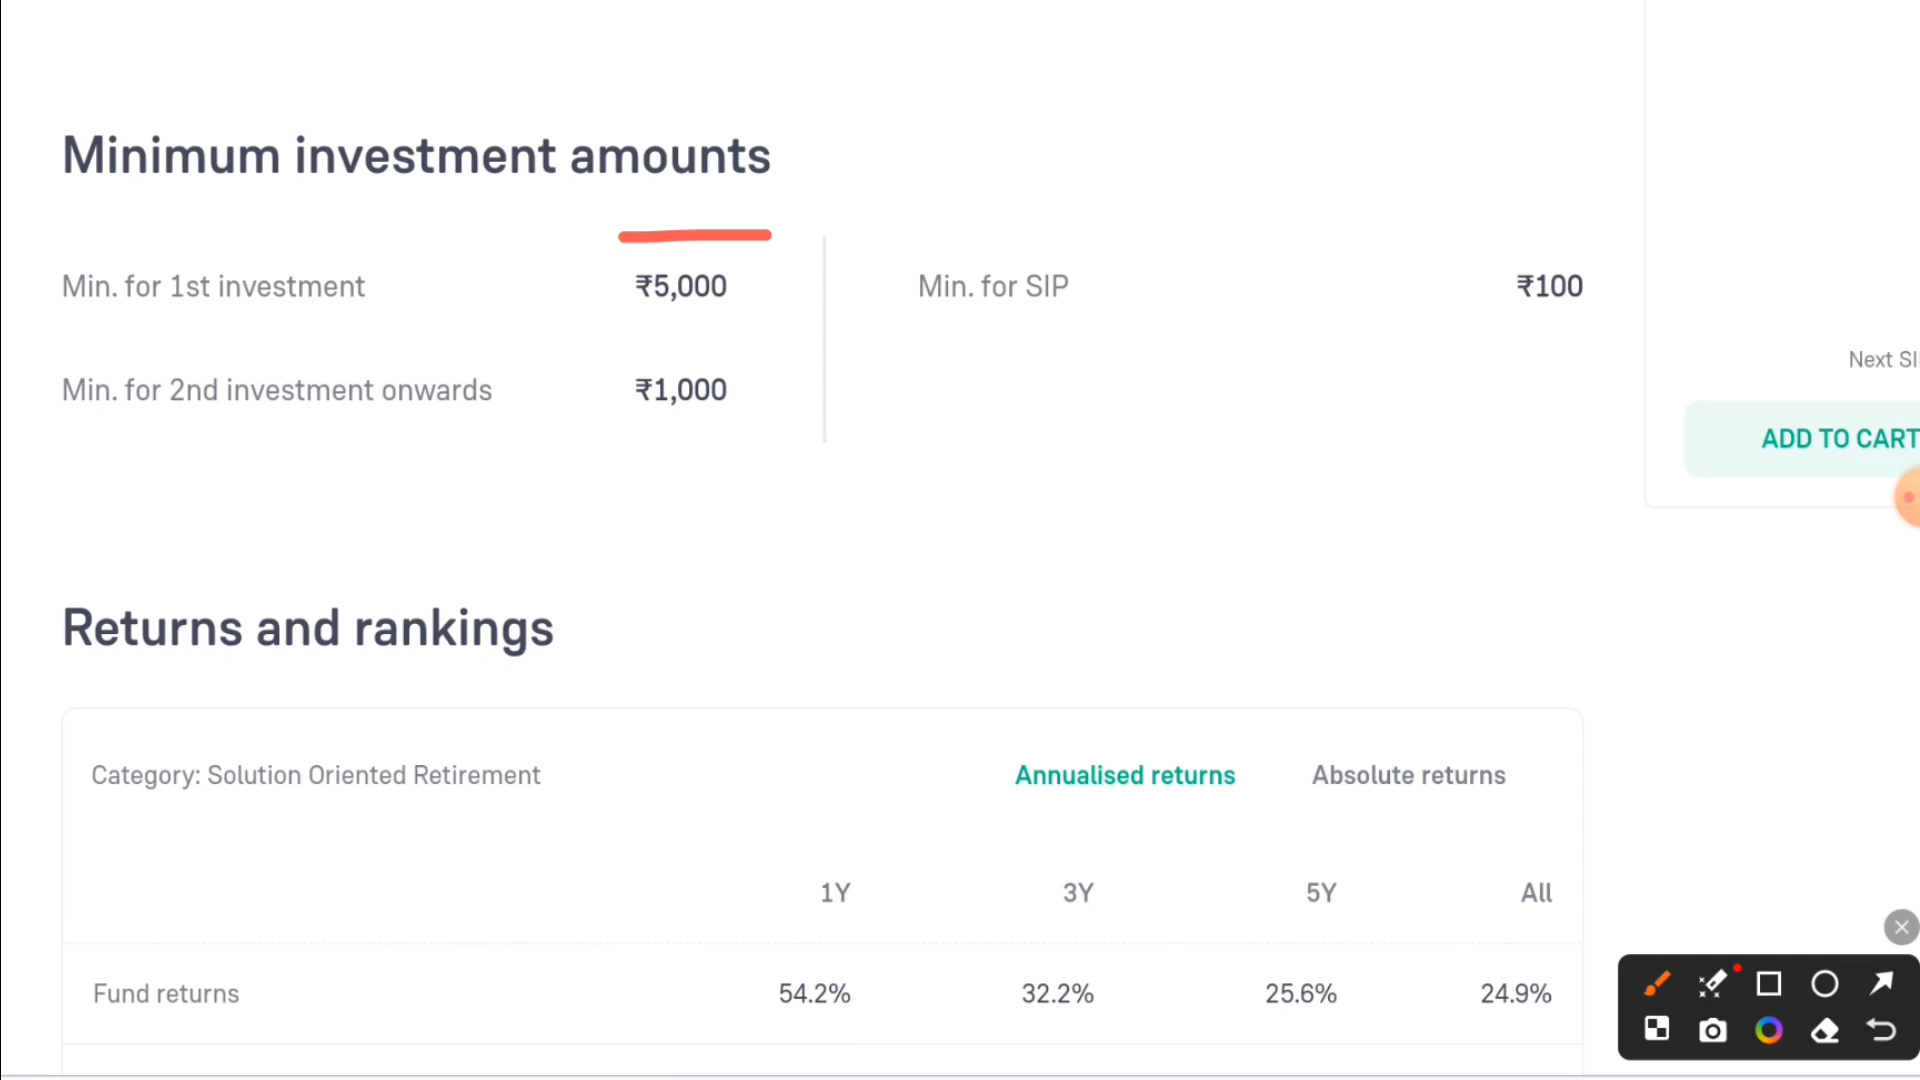 Minimum investment amounts
Min. for 1st investment ₹5,000 Min. for SIP ₹100
Next SI
Min. for 2nd investment onwards ₹1,000
ADD TO CART
Returns and rankings
Category: Solution Oriented Retirement Annualised returns Absolute returns
1Y 3Y 5Y All
Fund returns 54.2% 32.2% 25.6% 24.9%